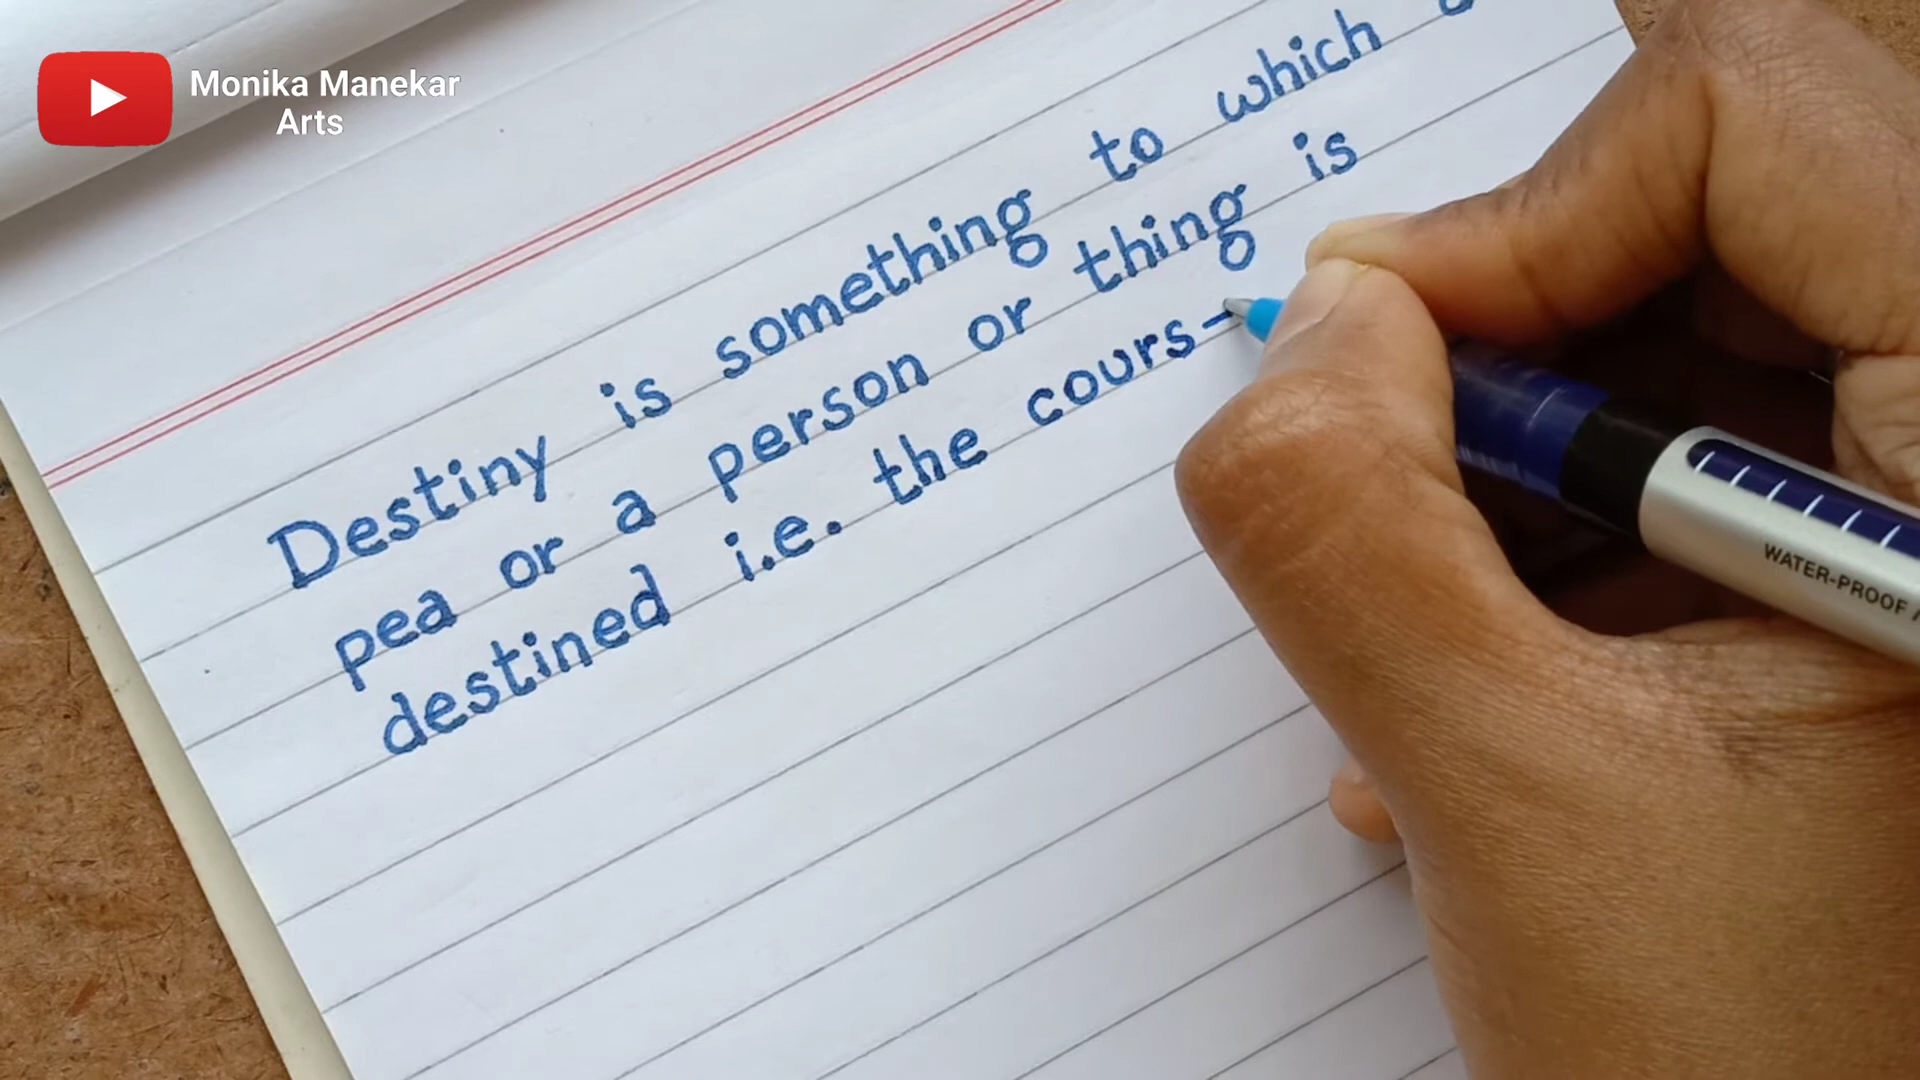 Monika Manekar
Arts
Destiny is something to which
pea or a person or thing is
destined i.e. the cours-
WATER-PROOF